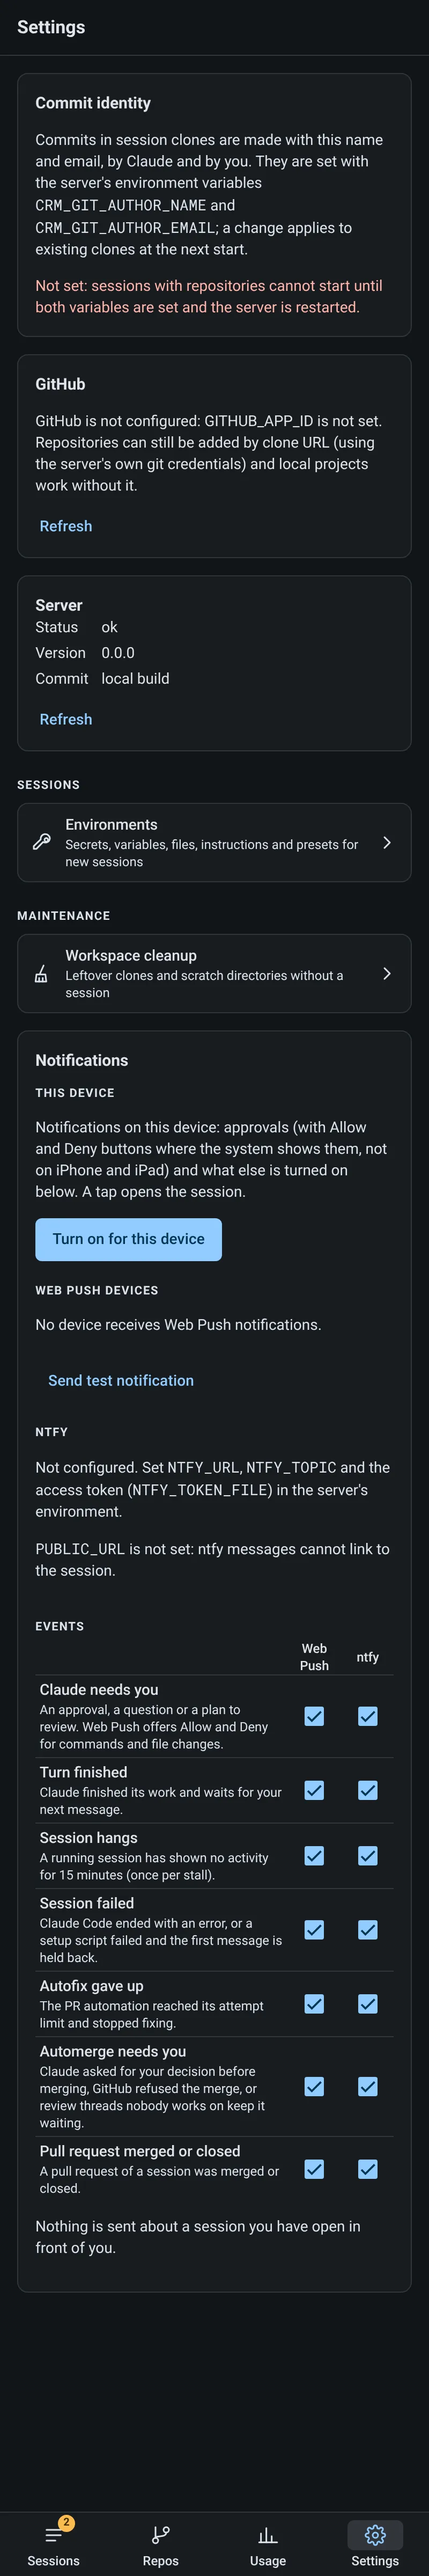 Settings
Commit identity
Commits in session clones are made with this name
and email, by Claude and by you. They are set with
the server's environment variables
CRM_GIT_AUTHOR_NAME and
CRM_GIT_AUTHOR_EMAIL; a change applies to
existing clones at the next start.
Not set: sessions with repositories cannot start until
both variables are set and the server is restarted.
GitHub
GitHub is not configured: GITHUB_APP_ID is not set.
Repositories can still be added by clone URL (using
the server's own git credentials) and local projects
work without it.
Refresh
Server
Status ok
Version 0.0.0
Commit local build
Refresh
SESSIONS
Environments
Secrets, variables, files, instructions and presets for
new sessions
MAINTENANCE
Workspace cleanup
Leftover clones and scratch directories without a
session
Notifications
THIS DEVICE
Notifications on this device: approvals (with Allow
and Deny buttons where the system shows them, not
on iPhone and iPad) and what else is turned on
below. A tap opens the session.
Turn on for this device
WEB PUSH DEVICES
No device receives Web Push notifications.
Send test notification
NTFY
Not configured. Set NTFY_URL, NTFY_TOPIC and the
access token (NTFY_TOKEN_FILE) in the server's
environment.
PUBLIC_URL is not set: ntfy messages cannot link to
the session.
EVENTS
Web
Push
ntfy
Claude needs you
An approval, a question or a plan to
review. Web Push offers Allow and Deny
for commands and file changes.
Turn finished
Claude finished its work and waits for your
next message.
Session hangs
A running session has shown no activity
for 15 minutes (once per stall).
Session failed
Claude Code ended with an error, or a
setup script failed and the first message is
held back.
Autofix gave up
The PR automation reached its attempt
limit and stopped fixing.
Automerge needs you
Claude asked for your decision before
merging, GitHub refused the merge, or
review threads nobody works on keep it
waiting.
Pull request merged or closed
A pull request of a session was merged or
closed.
Nothing is sent about a session you have open in
front of you.
2
Sessions
Repos
Usage
Settings